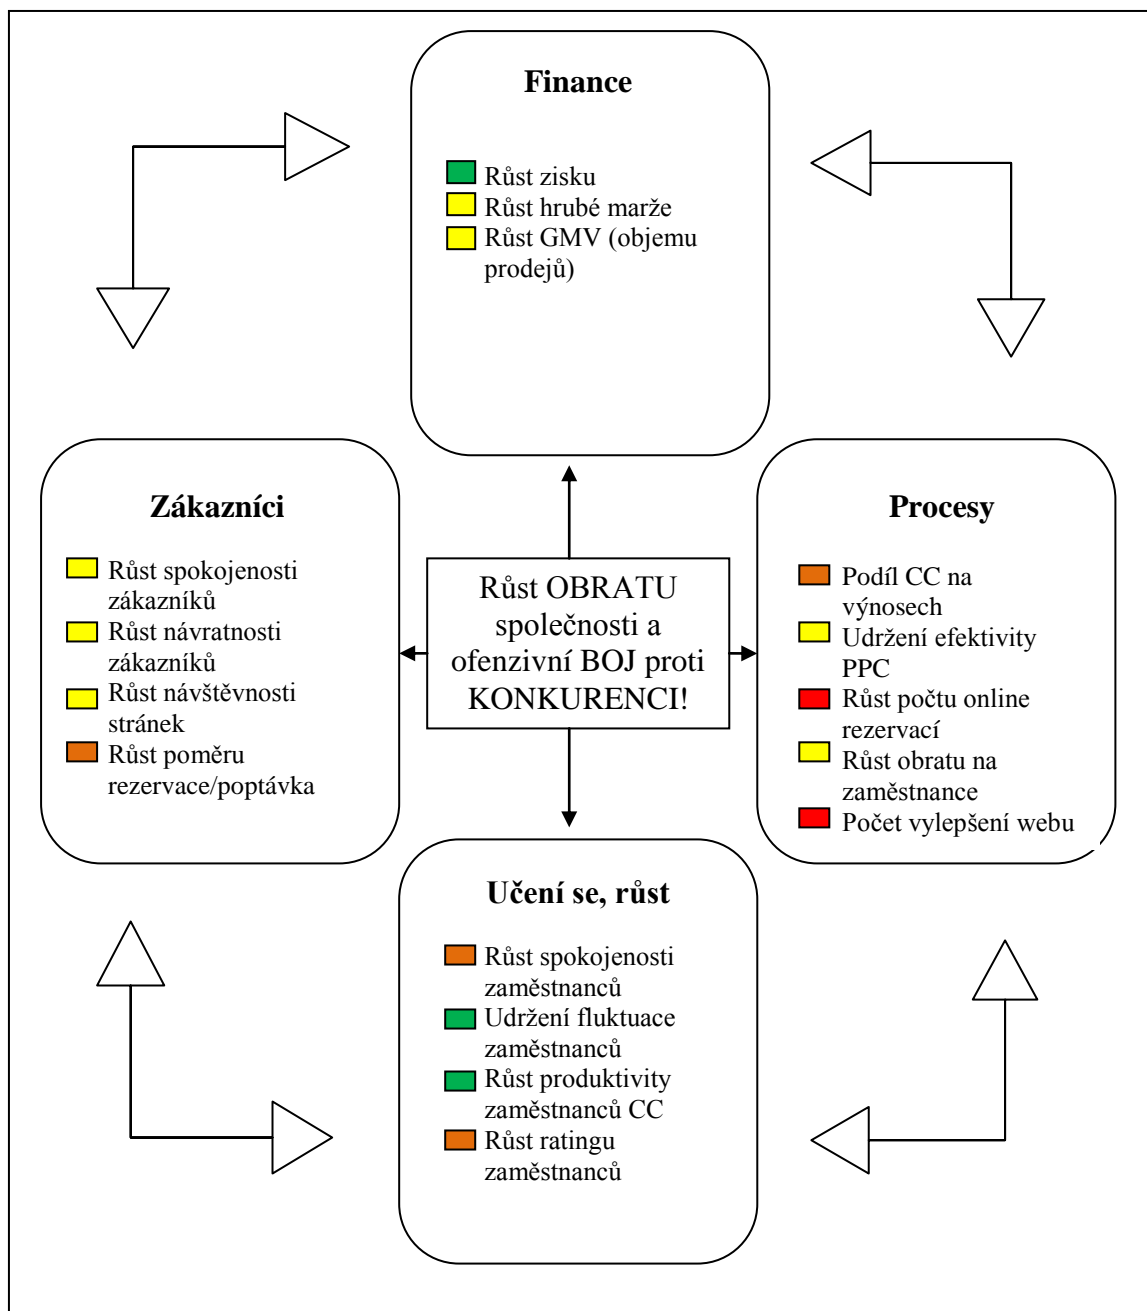 Finance
Růst zisku
Růst hrubé marže
Růst GMV (objemu
prodejů)
Zákazníci
Růst spokojenosti
zákazníků
Růst návratnosti
zákazníků
Růst návštěvnosti
stránek
Růst poměru
rezervace/poptávka
Růst OBRATU
společnosti a
ofenzivní BOJ proti
KONKURENCI!
Procesy
Podíl CC na
výnosech
Udržení efektivity
PPC
Růst počtu online
rezervací
Růst obratu na
zaměstnance
Počet vylepšení webu
Učení se, růst
Růst spokojenosti
zaměstnanců
Udržení fluktuace
zaměstnanců
Růst produktivity
zaměstnanců CC
Růst ratingu
zaměstnanců